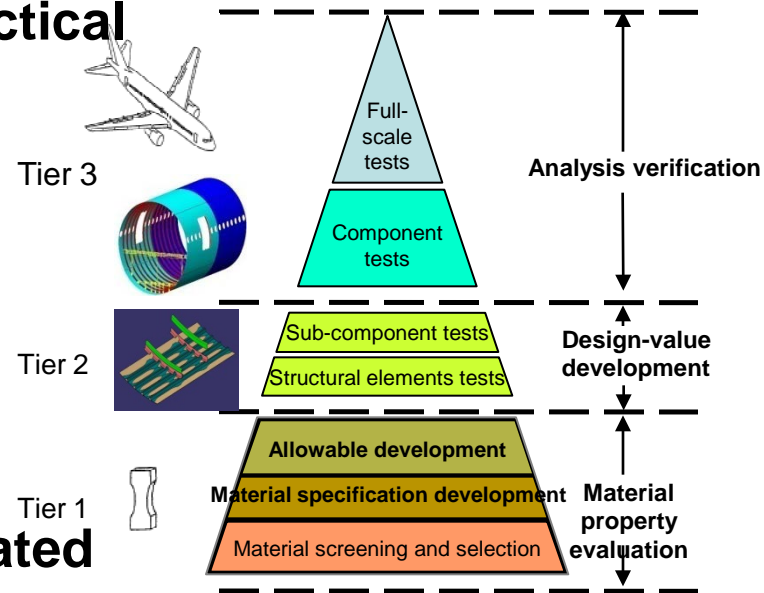 ctical
Full-
scale
tests
Tier 3
Analysis verification
Component
tests
Sub-component tests
Design-value
development
Tier 2
Structural elements tests
Allowable development
Material specification development
Material
property
evaluation
Tier 1
Material screening and selection
ated